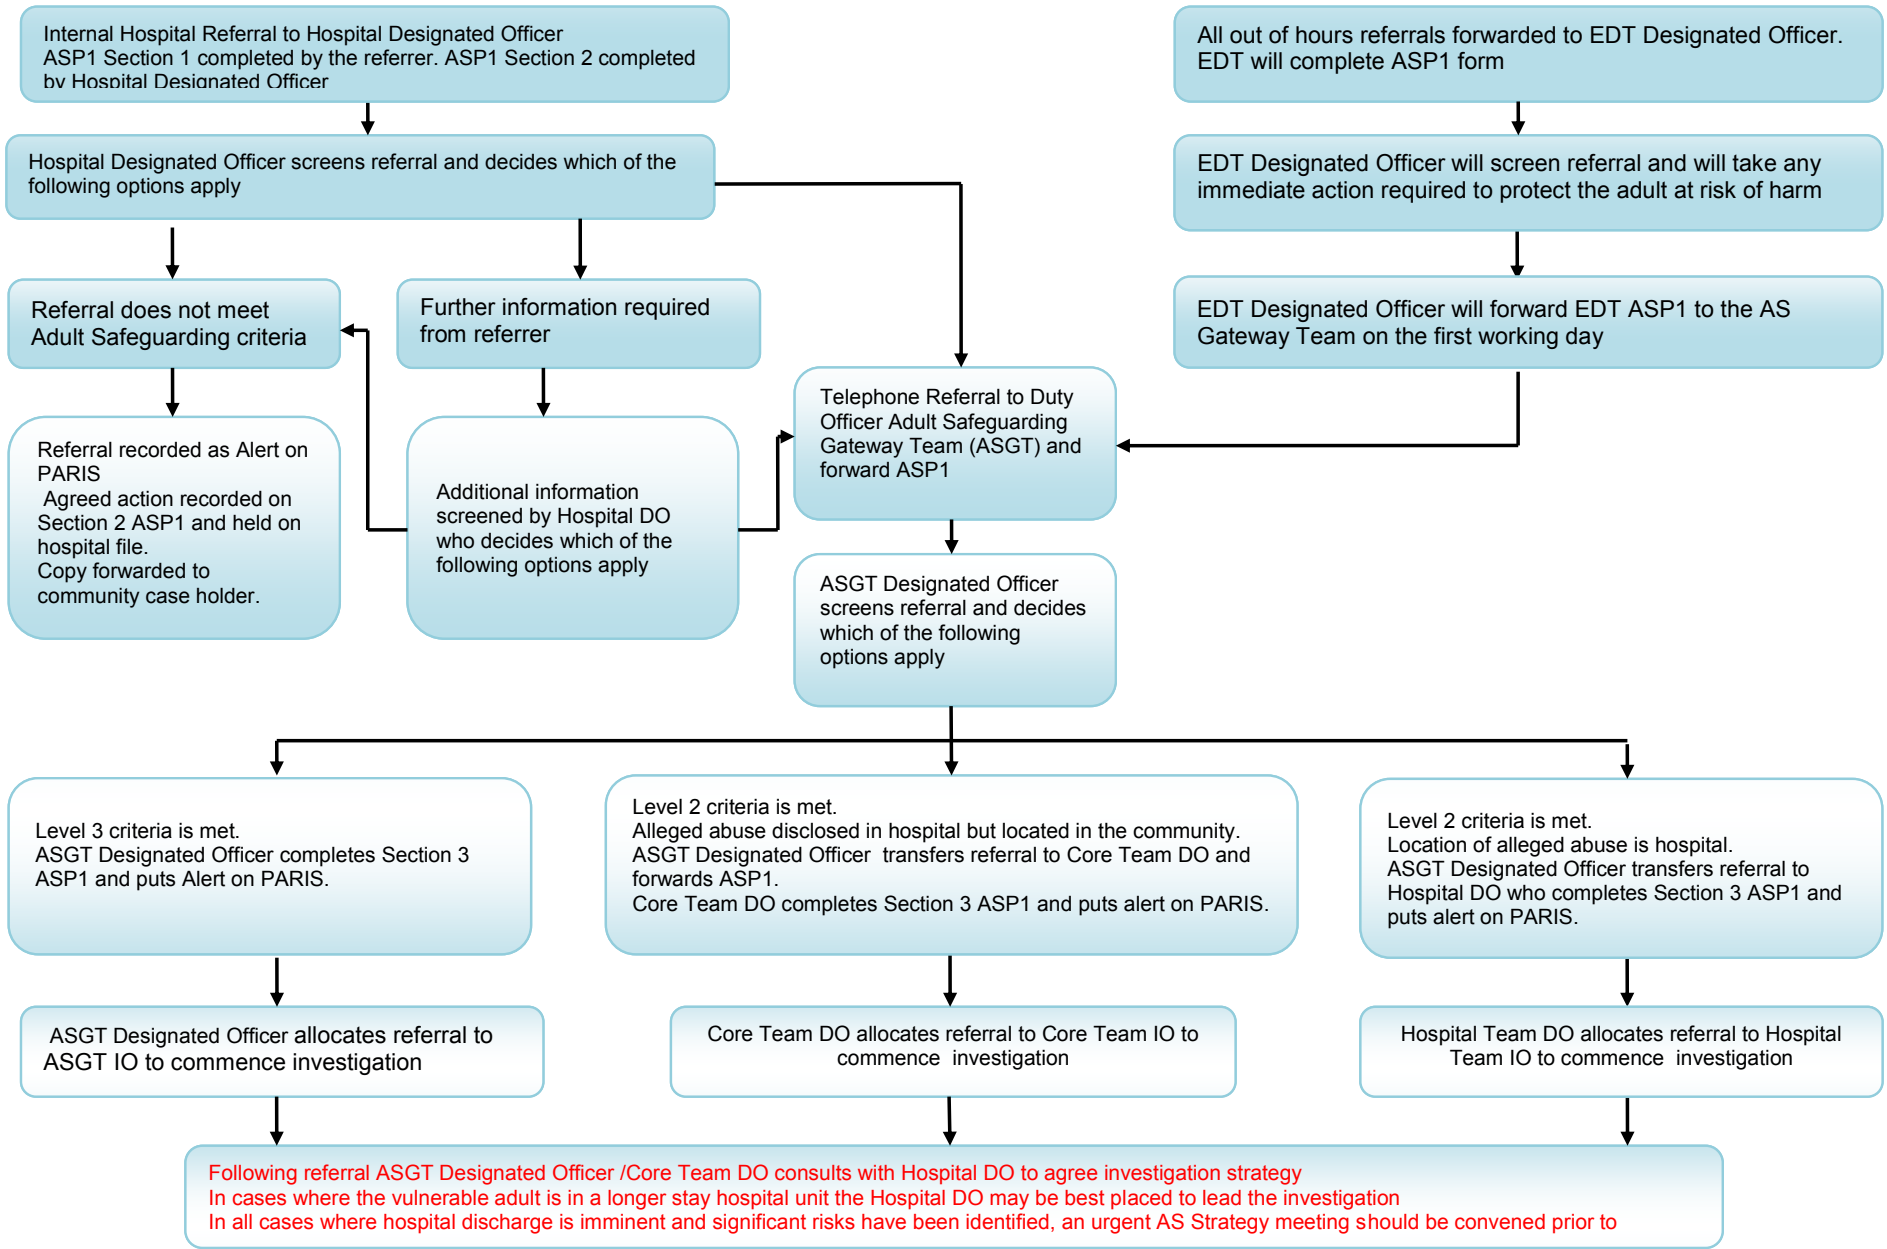 Internal Hospital Referral to Hospital Designated Officer
ASP1 Section 1 completed by the referrer. ASP1 Section 2 completed
by Hospital Designated Officer
All out of hours referrals forwarded to EDT Designated Officer.
EDT will complete ASP1 form
Hospital Designated Officer screens referral and decides which of the
following options apply
EDT Designated Officer will screen referral and will take any
immediate action required to protect the adult at risk of harm
Referral does not meet
Adult Safeguarding criteria
Further information required
from referrer
EDT Designated Officer will forward EDT ASP1 to the AS
Gateway Team on the first working day
Telephone Referral to Duty
Officer Adult Safeguarding
Gateway Team (ASGT) and
forward ASP1
Referral recorded as Alert on
PARIS
Agreed action recorded on
Section 2 ASP1 and held on
hospital file.
Copy forwarded to
community case holder.
Additional information
screened by Hospital DO
who decides which of the
following options apply
ASGT Designated Officer
screens referral and decides
which of the following
options apply
Level 3 criteria is met.
ASGT Designated Officer completes Section 3
ASP1 and puts Alert on PARIS.
Level 2 criteria is met.
Alleged abuse disclosed in hospital but located in the community.
ASGT Designated Officer transfers referral to Core Team DO and
forwards ASP1.
Core Team DO completes Section 3 ASP1 and puts alert on PARIS.
Level 2 criteria is met.
Location of alleged abuse is hospital.
ASGT Designated Officer transfers referral to
Hospital DO who completes Section 3 ASP1 and
puts alert on PARIS.
ASGT Designated Officer allocates referral to
ASGT IO to commence investigation
Core Team DO allocates referral to Core Team IO to
commence investigation
Hospital Team DO allocates referral to Hospital
Team IO to commence investigation
Following referral ASGT Designated Officer /Core Team DO consults with Hospital DO to agree investigation strategy
In cases where the vulnerable adult is in a longer stay hospital unit the Hospital DO may be best placed to lead the investigation
In all cases where hospital discharge is imminent and significant risks have been identified, an urgent AS Strategy meeting should be convened prior to